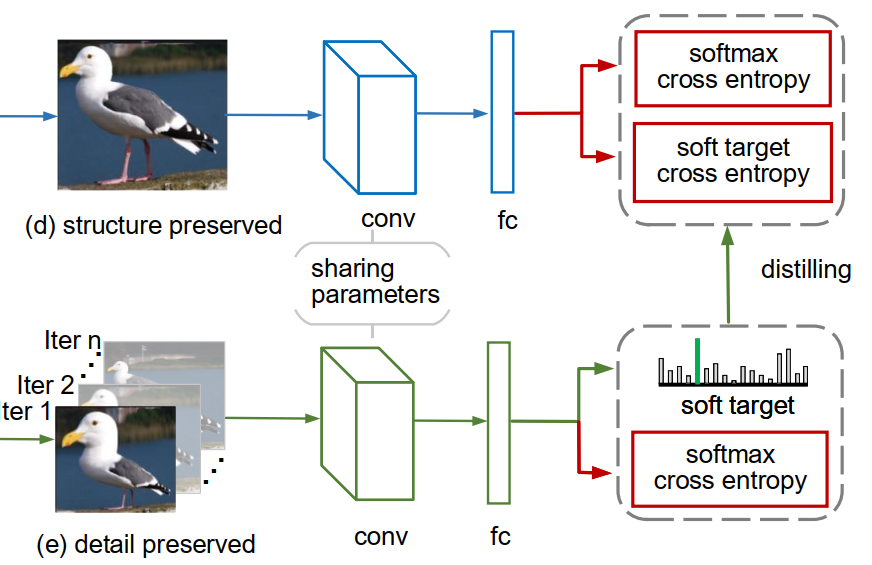 softmax
cross entropy
soft target
cross entropy
(d) structure preserved
conv
fc
sharing
parameters
distilling
Iter n
Iter 2
Iter 1
soft target
softmax
cross entropy
(e) detail preserved
conv
fc